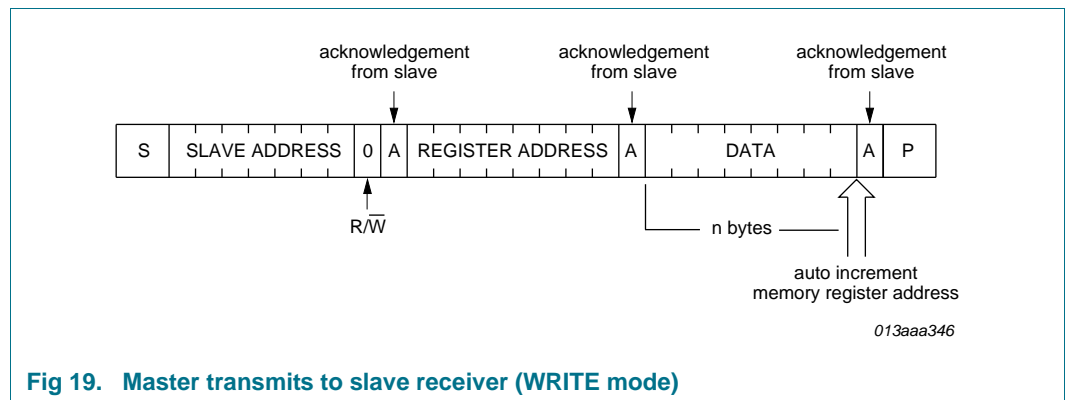 acknowledgement
from slave
acknowledgement
from slave
acknowledgement
from slave
S SLAVE ADDRESS 0 A REGISTER ADDRESS A DATA A P
R/W̅
n bytes
auto increment
memory register address
013aaa346
Fig 19. Master transmits to slave receiver (WRITE mode)